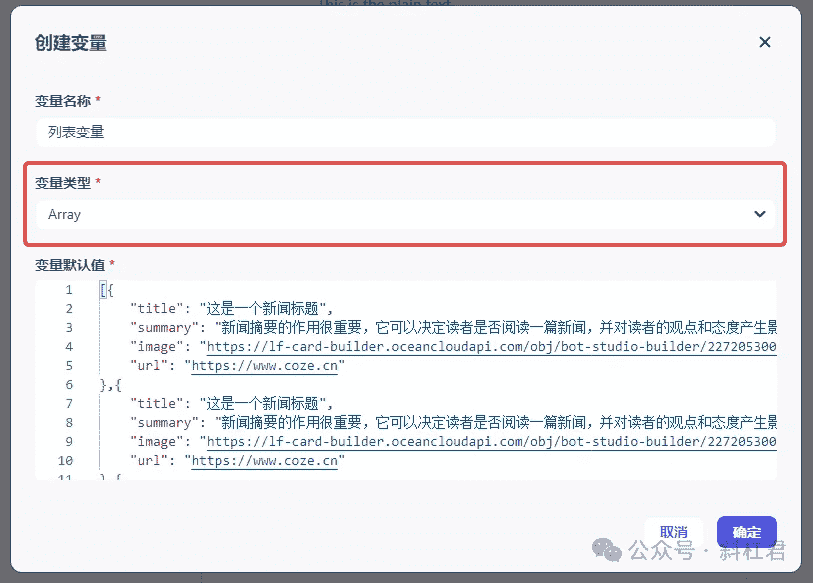 This is the plain text
创建变量
变量名称 *
列表变量
变量类型 *
Array
变量默认值 *
1 [{
2 "title": "这是一个新闻标题",
3 "summary": "新闻摘要的作用很重要，它可以决定读者是否阅读一篇新闻，并对读者的观点和态度产生影
4 "image": "https://lf-card-builder.oceancloudapi.com/obj/bot-studio-builder/227205300
5 "url": "https://www.coze.cn"
6 },{
7 "title": "这是一个新闻标题",
8 "summary": "新闻摘要的作用很重要，它可以决定读者是否阅读一篇新闻，并对读者的观点和态度产生影
9 "image": "https://lf-card-builder.oceancloudapi.com/obj/bot-studio-builder/227205300
10 "url": "https://www.coze.cn"
11 },{
取消 确定
公众号 · 斜杠君